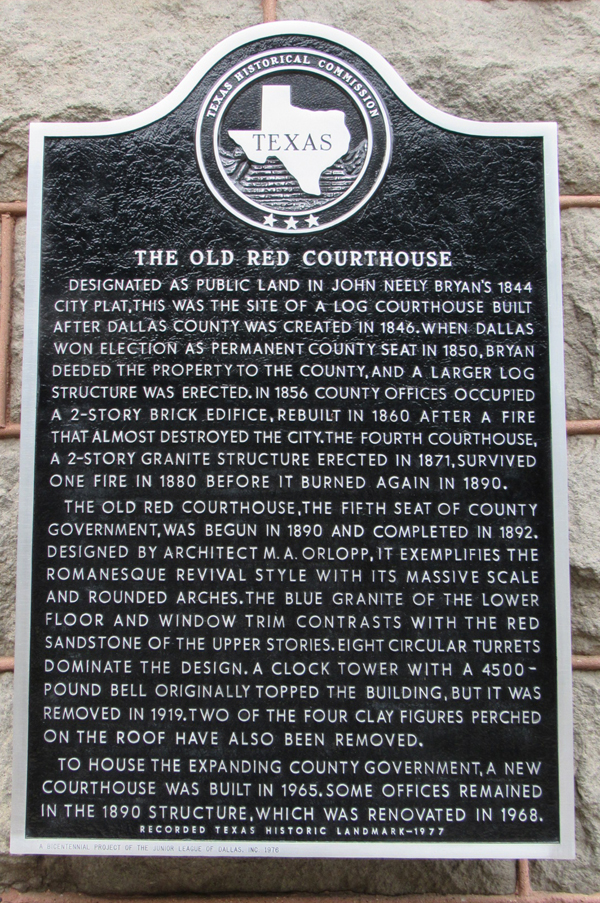 TEXAS HISTORICAL COMMISSION
TEXAS
THE OLD RED COURTHOUSE
DESIGNATED AS PUBLIC LAND IN JOHN NEELY BRYAN'S 1844
CITY PLAT, THIS WAS THE SITE OF A LOG COURTHOUSE BUILT
AFTER DALLAS COUNTY WAS CREATED IN 1846. WHEN DALLAS
WON ELECTION AS PERMANENT COUNTY SEAT IN 1850, BRYAN
DEEDED THE PROPERTY TO THE COUNTY, AND A LARGER LOG
STRUCTURE WAS ERECTED. IN 1856 COUNTY OFFICES OCCUPIED
A 2-STORY BRICK EDIFICE, REBUILT IN 1860 AFTER A FIRE
THAT ALMOST DESTROYED THE CITY. THE FOURTH COURTHOUSE,
A 2-STORY GRANITE STRUCTURE ERECTED IN 1871, SURVIVED
ONE FIRE IN 1880 BEFORE IT BURNED AGAIN IN 1890.
THE OLD RED COURTHOUSE, THE FIFTH SEAT OF COUNTY
GOVERNMENT, WAS BEGUN IN 1890 AND COMPLETED IN 1892.
DESIGNED BY ARCHITECT M. A. ORLOPP, IT EXEMPLIFIES THE
ROMANESQUE REVIVAL STYLE WITH ITS MASSIVE SCALE
AND ROUNDED ARCHES. THE BLUE GRANITE OF THE LOWER
FLOOR AND WINDOW TRIM CONTRASTS WITH THE RED
SANDSTONE OF THE UPPER STORIES. EIGHT CIRCULAR TURRETS
DOMINATE THE DESIGN. A CLOCK TOWER WITH A 4500-
POUND BELL ORIGINALLY TOPPED THE BUILDING, BUT IT WAS
REMOVED IN 1919. TWO OF THE FOUR CLAY FIGURES PERCHED
ON THE ROOF HAVE ALSO BEEN REMOVED.
TO HOUSE THE EXPANDING COUNTY GOVERNMENT, A NEW
COURTHOUSE WAS BUILT IN 1965. SOME OFFICES REMAINED
IN THE 1890 STRUCTURE, WHICH WAS RENOVATED IN 1968.
RECORDED TEXAS HISTORIC LANDMARK-1977
A BICENTENNIAL PROJECT OF THE JUNIOR LEAGUE OF DALLAS, INC. 1976